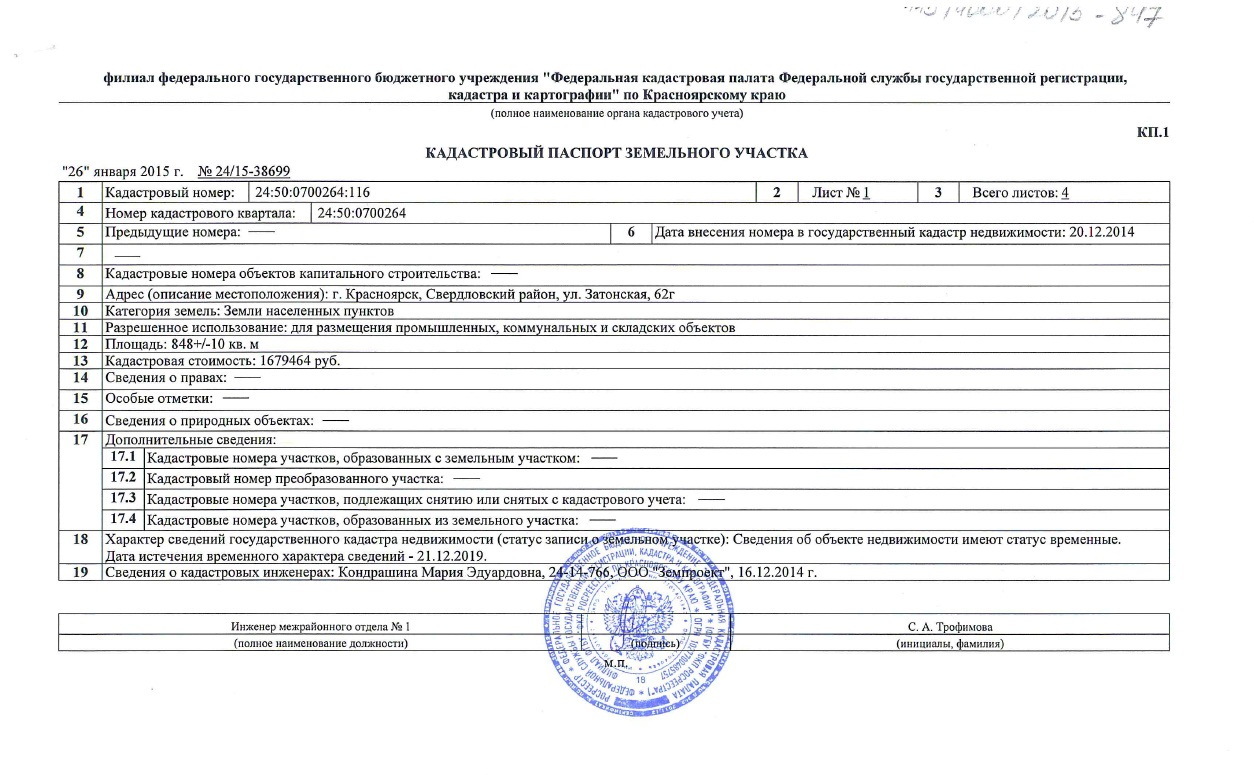 2015 - 847
филиал федерального государственного бюджетного учреждения "Федеральная кадастровая палата Федеральной службы государственной регистрации,
кадастра и картографии" по Красноярскому краю
(полное наименование органа кадастрового учета)
КП.1
КАДАСТРОВЫЙ ПАСПОРТ ЗЕМЕЛЬНОГО УЧАСТКА
"26" января 2015 г. № 24/15-38699
1 Кадастровый номер: 24:50:0700264:116 2 Лист № 1 3 Всего листов: 4
4 Номер кадастрового квартала: 24:50:0700264
5 Предыдущие номера: —— 6 Дата внесения номера в государственный кадастр недвижимости: 20.12.2014
7 ——
8 Кадастровые номера объектов капитального строительства: ——
9 Адрес (описание местоположения): г. Красноярск, Свердловский район, ул. Затонская, 62г
10 Категория земель: Земли населенных пунктов
11 Разрешенное использование: для размещения промышленных, коммунальных и складских объектов
12 Площадь: 848+/-10 кв. м
13 Кадастровая стоимость: 1679464 руб.
14 Сведения о правах: ——
15 Особые отметки: ——
16 Сведения о природных объектах: ——
17 Дополнительные сведения:
17.1 Кадастровые номера участков, образованных с земельным участком: ——
17.2 Кадастровый номер преобразованного участка: ——
17.3 Кадастровые номера участков, подлежащих снятию или снятых с кадастрового учета: ——
17.4 Кадастровые номера участков, образованных из земельного участка: ——
18 Характер сведений государственного кадастра недвижимости (статус записи о земельном участке): Сведения об объекте недвижимости имеют статус временные.
Дата истечения временного характера сведений - 21.12.2019.
19 Сведения о кадастровых инженерах: Кондрашина Мария Эдуардовна, 24-14-766, ООО "Земпроект", 16.12.2014 г.
Инженер межрайонного отдела № 1 С. А. Трофимова
(полное наименование должности) (подпись) (инициалы, фамилия)
м.п.
18